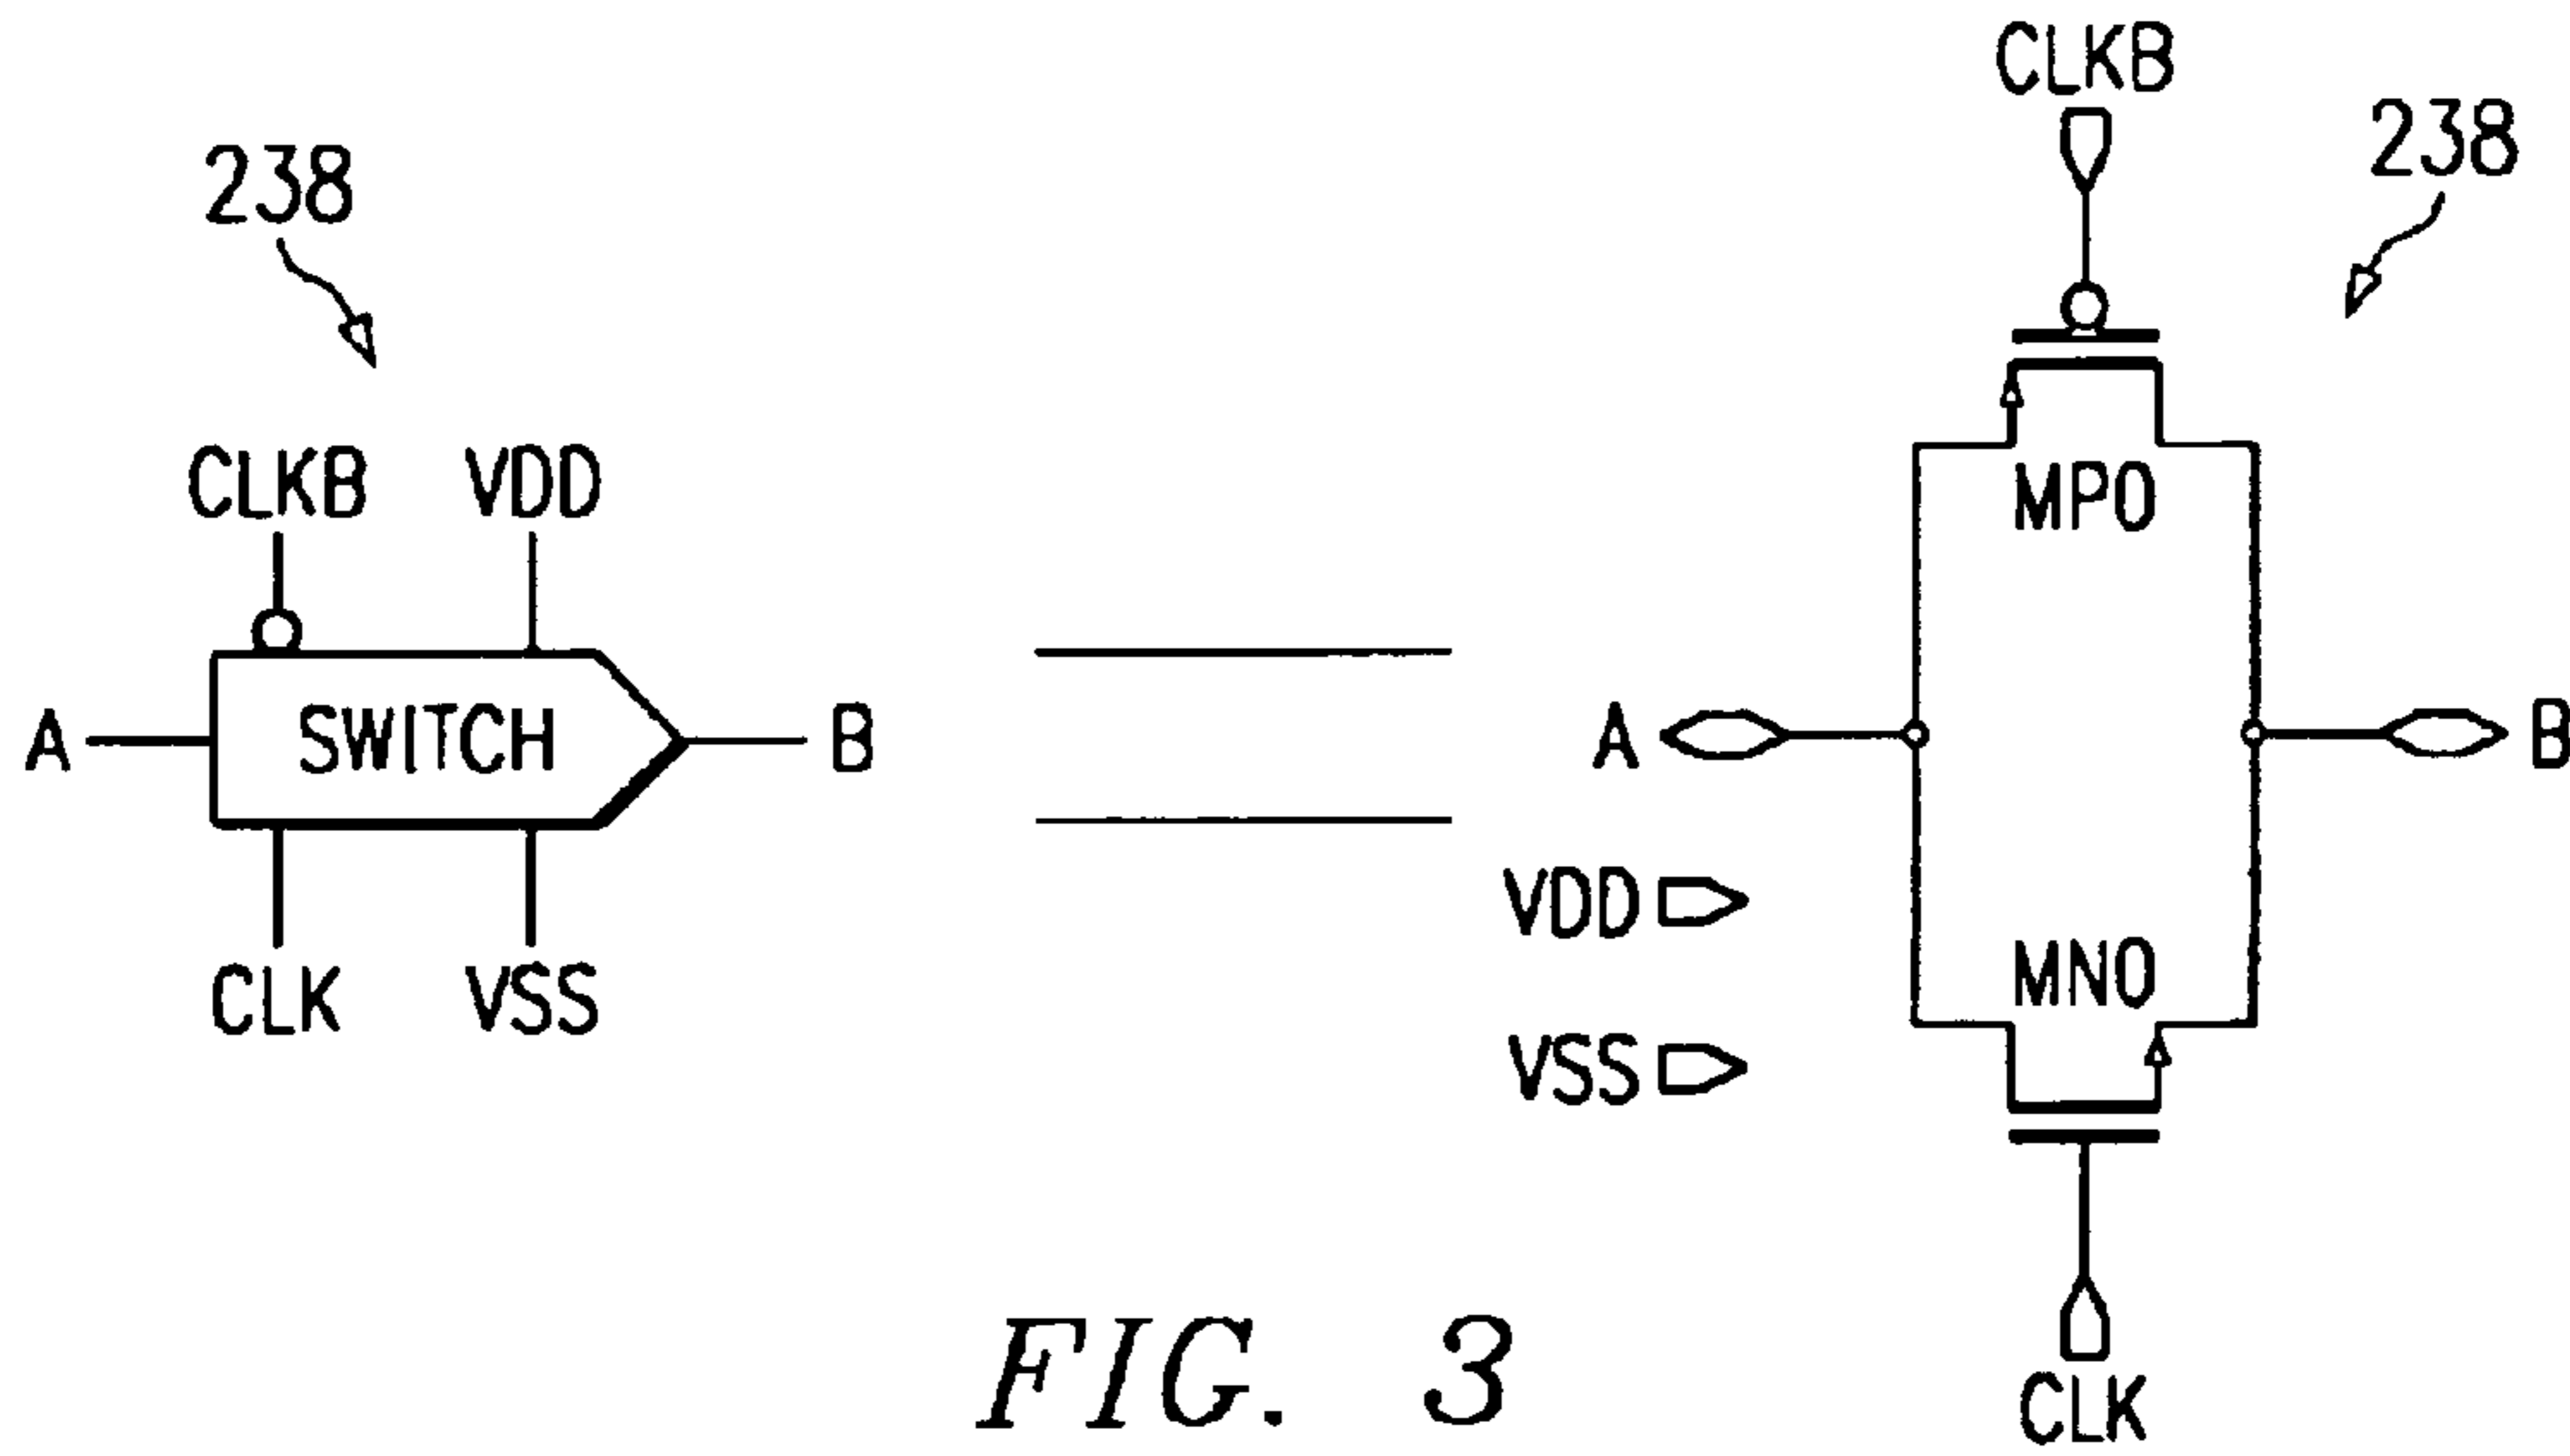 238
CLKB VDD
A SWITCH B
CLK VSS
CLKB
238
MP0
A B
VDD
MN0
VSS
CLK
FIG. 3